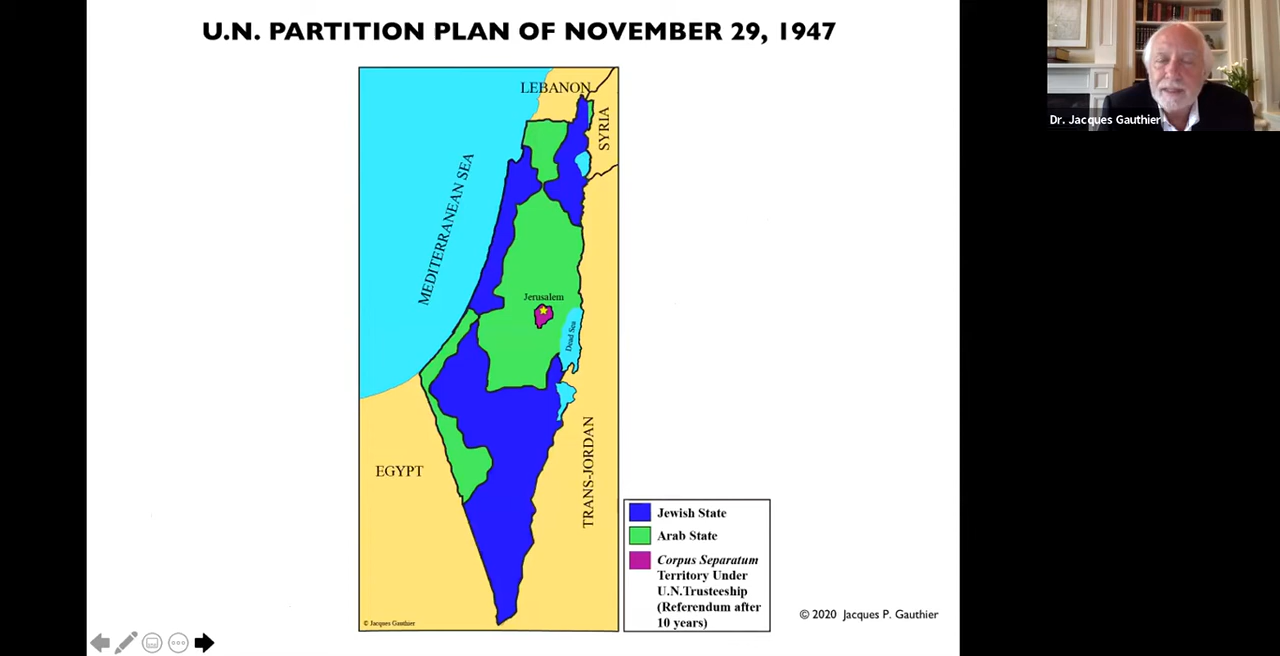 U.N. PARTITION PLAN OF NOVEMBER 29, 1947
LEBANON
SYRIA
MEDITERRANEAN SEA
Jerusalem
Dead Sea
EGYPT
TRANS-JORDAN
© Jacques Gauthier
Jewish State
Arab State
Corpus Separatum
Territory Under
U.N.Trusteeship
(Referendum after
10 years)
© 2020 Jacques P. Gauthier
Dr. Jacques Gauthier